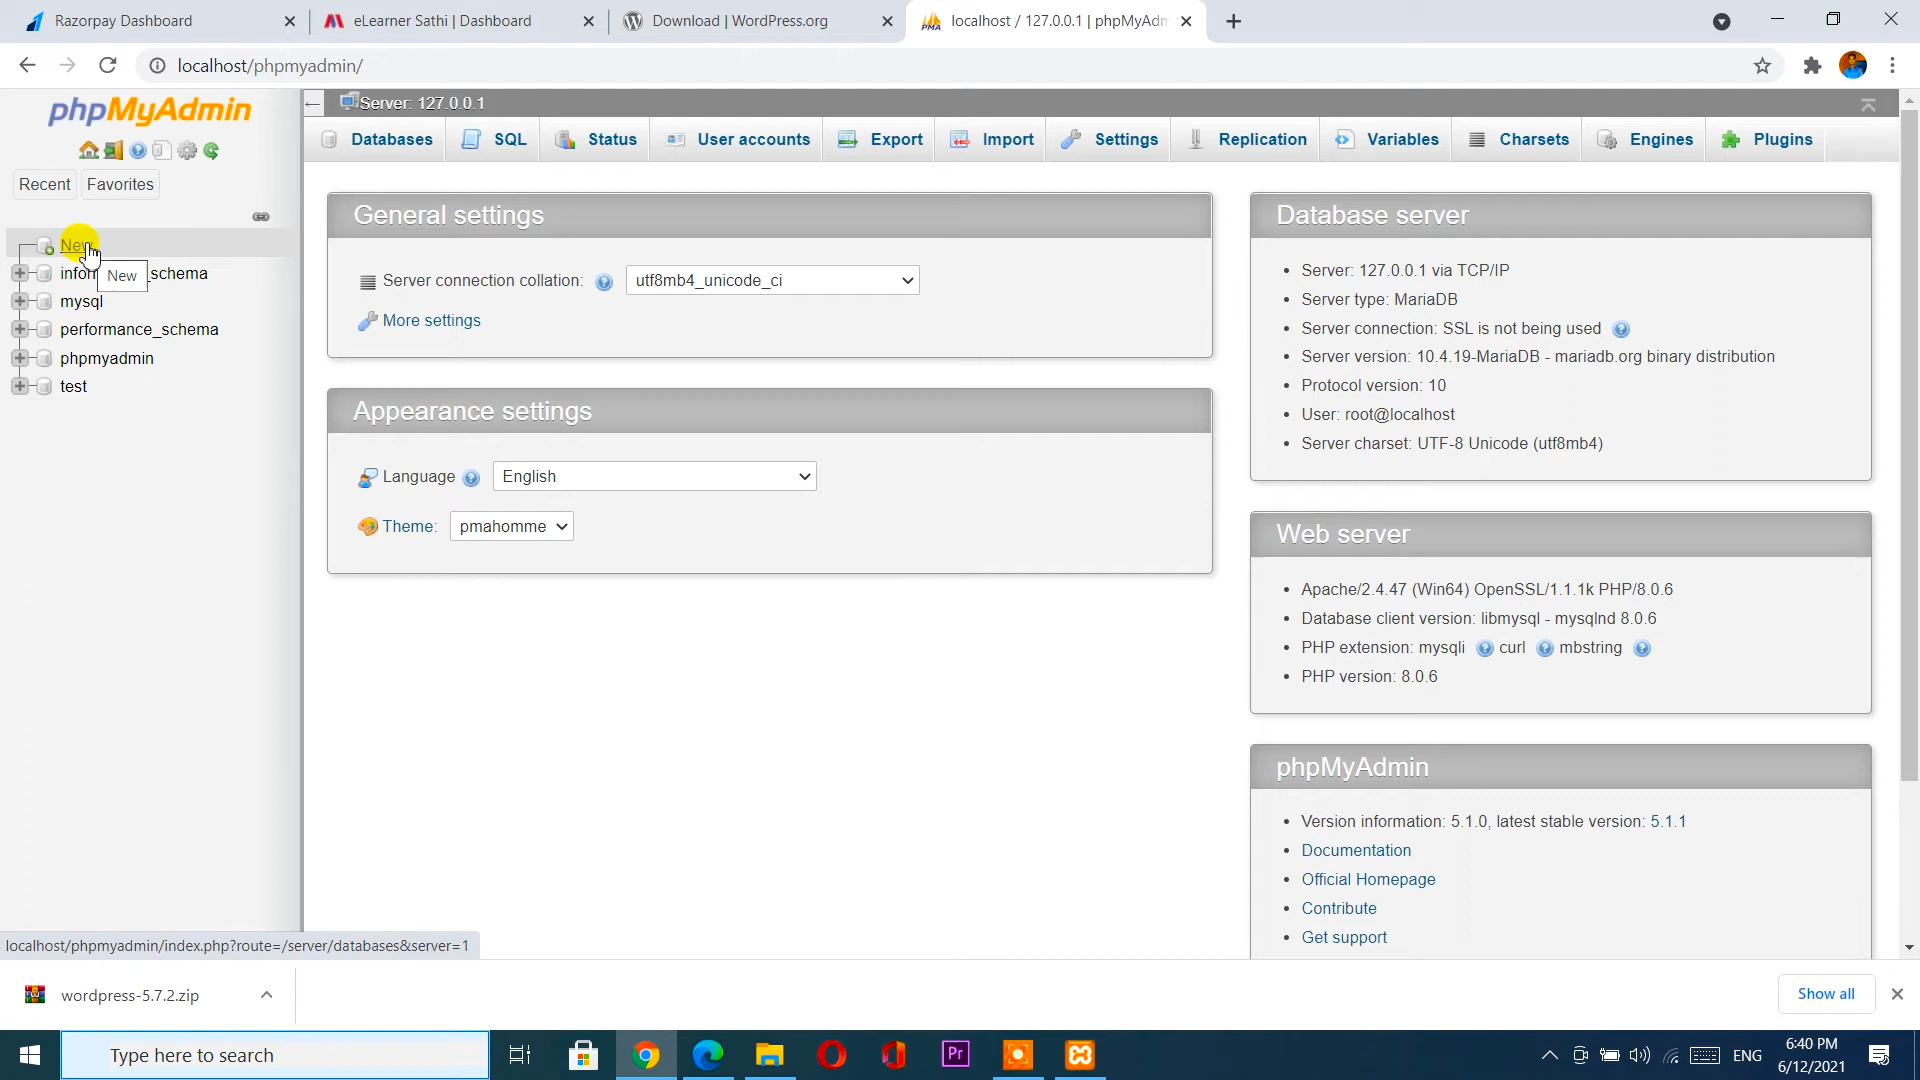 Razorpay Dashboard
eLearner Sathi | Dashboard
Download | WordPress.org
localhost / 127.0.0.1 | phpMyAdm
localhost/phpmyadmin/
phpMyAdmin
Recent
Favorites
New
New
_schema
mysql
performance_schema
phpmyadmin
test
Server: 127.0.0.1
Databases
SQL
Status
User accounts
Export
Import
Settings
Replication
Variables
Charsets
Engines
Plugins
General settings
Server connection collation:
utf8mb4_unicode_ci
More settings
Appearance settings
Language
English
Theme:
pmahomme
Database server
Server: 127.0.0.1 via TCP/IP
Server type: MariaDB
Server connection: SSL is not being used
Server version: 10.4.19-MariaDB - mariadb.org binary distribution
Protocol version: 10
User: root@localhost
Server charset: UTF-8 Unicode (utf8mb4)
Web server
Apache/2.4.47 (Win64) OpenSSL/1.1.1k PHP/8.0.6
Database client version: libmysql - mysqlnd 8.0.6
PHP extension: mysqli curl mbstring
PHP version: 8.0.6
phpMyAdmin
Version information: 5.1.0, latest stable version: 5.1.1
Documentation
Official Homepage
Contribute
Get support
localhost/phpmyadmin/index.php?route=/server/databases&server=1
wordpress-5.7.2.zip
Show all
Type here to search
Pr
ENG
6:40 PM
6/12/2021